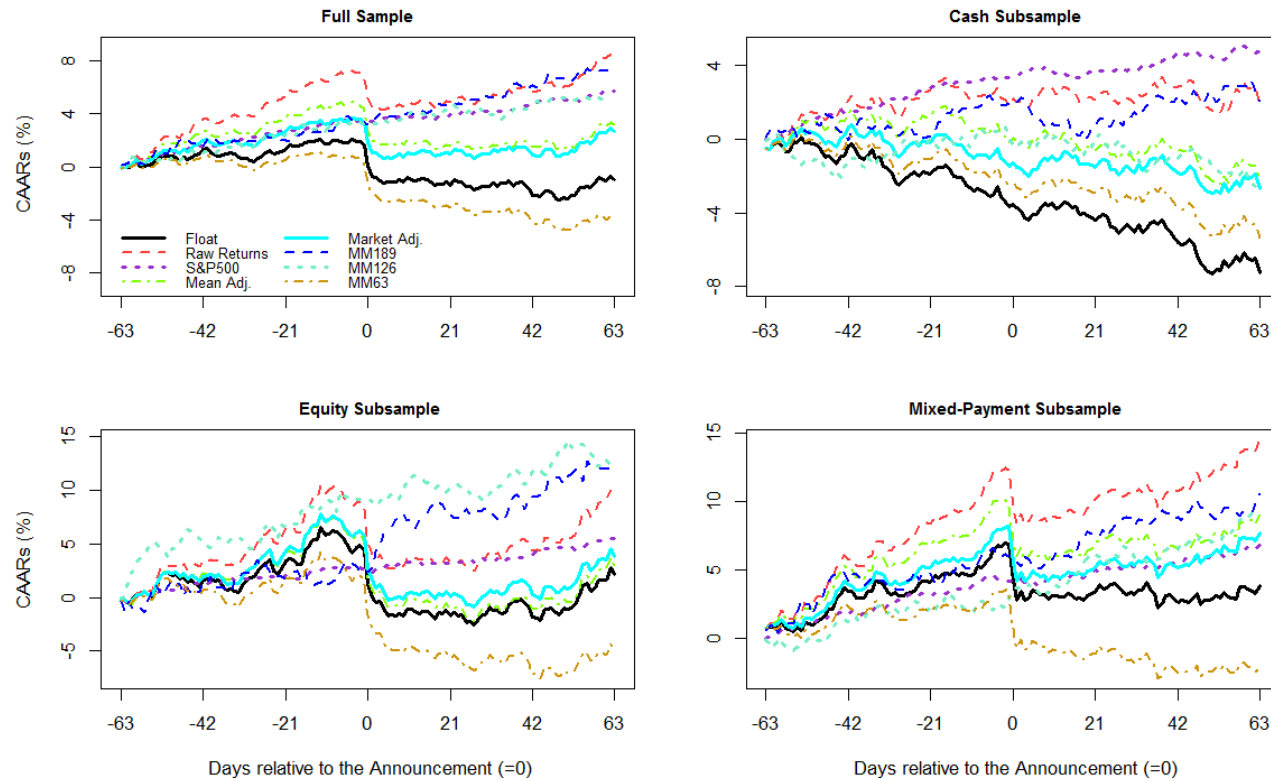 Full Sample
CAARs (%)
8
4
0
-4
-8
Float
Raw Returns
S&P500
Mean Adj.
Market Adj.
MM189
MM126
MM63
-63 -42 -21 0 21 42 63
Cash Subsample
4
0
-4
-8
-63 -42 -21 0 21 42 63
Equity Subsample
CAARs (%)
15
10
5
0
-5
-63 -42 -21 0 21 42 63
Days relative to the Announcement (=0)
Mixed-Payment Subsample
15
10
5
0
-63 -42 -21 0 21 42 63
Days relative to the Announcement (=0)